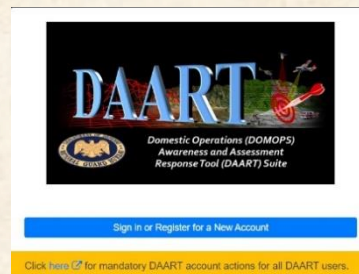 DAART
Domestic Operations (DOMOPS)
Awareness and Assessment
Response Tool (DAART) Suite
Sign in or Register for a New Account
Click here for mandatory DAART account actions for all DAART users.